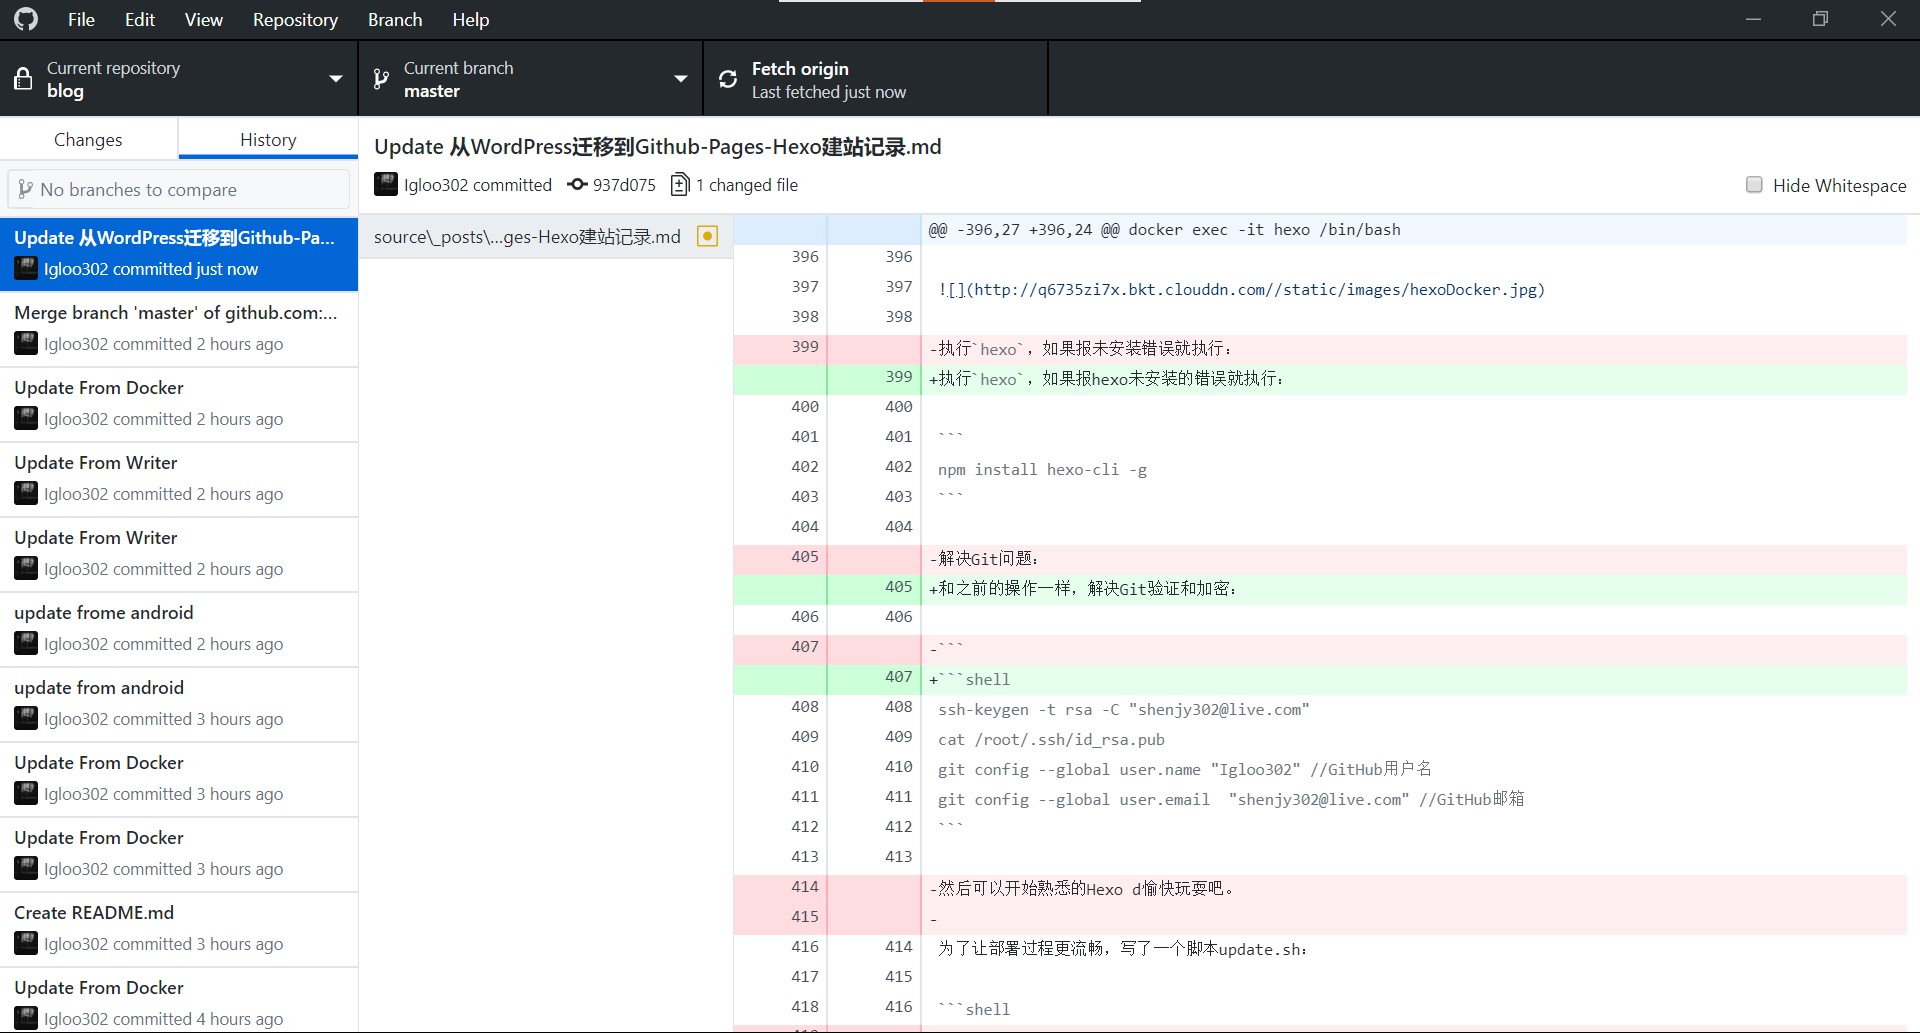 File Edit View Repository Branch Help
Current repository
blog
Current branch
master
Fetch origin
Last fetched just now
Changes History
No branches to compare
Update 从WordPress迁移到Github-Pa...
Igloo302 committed just now
Merge branch 'master' of github.com:...
Igloo302 committed 2 hours ago
Update From Docker
Igloo302 committed 2 hours ago
Update From Writer
Igloo302 committed 2 hours ago
Update From Writer
Igloo302 committed 2 hours ago
update frome android
Igloo302 committed 2 hours ago
update from android
Igloo302 committed 3 hours ago
Update From Docker
Igloo302 committed 3 hours ago
Update From Docker
Igloo302 committed 3 hours ago
Create README.md
Igloo302 committed 3 hours ago
Update From Docker
Igloo302 committed 4 hours ago
Update 从WordPress迁移到Github-Pages-Hexo建站记录.md
Igloo302 committed 937d075 1 changed file
Hide Whitespace
source\_posts\...ges-Hexo建站记录.md
@@ -396,27 +396,24 @@ docker exec -it hexo /bin/bash
396 396
397 397 ![](http://q6735zi7x.bkt.clouddn.com//static/images/hexoDocker.jpg)
398 398
399 -执行`hexo`，如果报未安装错误就执行：
399 +执行`hexo`，如果报hexo未安装的错误就执行：
400 400
401 401 ```
402 402 npm install hexo-cli -g
403 403 ```
404 404
405 -解决Git问题：
405 +和之前的操作一样，解决Git验证和加密：
406 406
407 -```
407 +```shell
408 408 ssh-keygen -t rsa -C "shenjy302@live.com"
409 409 cat /root/.ssh/id_rsa.pub
410 410 git config --global user.name "Igloo302" //GitHub用户名
411 411 git config --global user.email  "shenjy302@live.com" //GitHub邮箱
412 412 ```
413 413
414 -然后可以开始熟悉的Hexo d愉快玩耍吧。
415 -
416 414 为了让部署过程更流畅，写了一个脚本update.sh：
417 415
418 416 ```shell